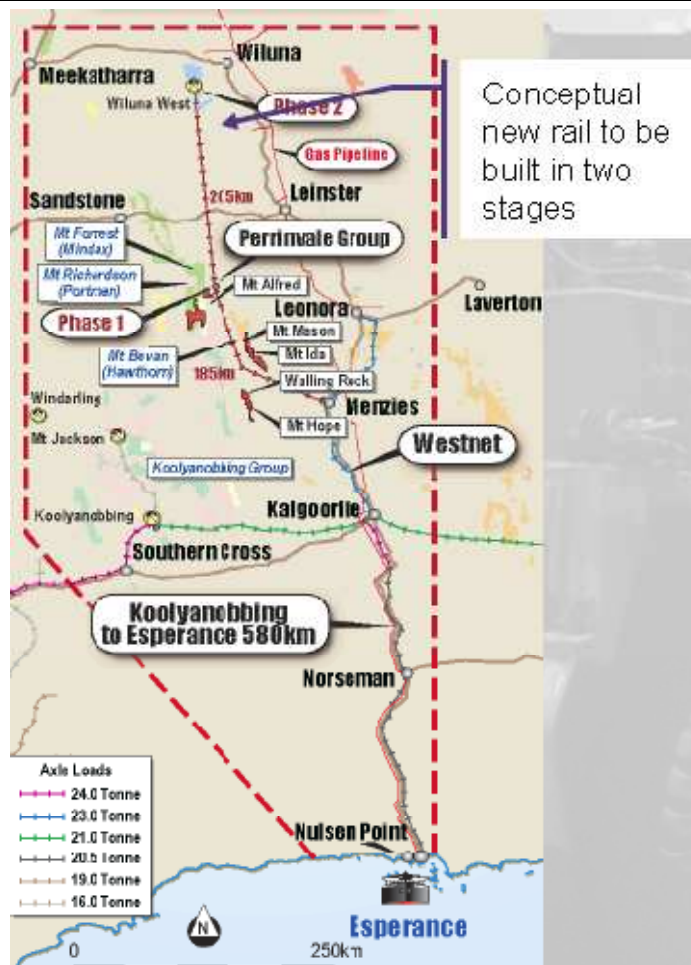 Wiluna
Meekatharra
Wiluna West
Phase 2
Conceptual
new rail to be
built in two
stages
Gas Pipeline
205km
Leinster
Sandstone
Mt Forrest
(Mindax)
Perrinvale Group
Mt Richardson
(Portman)
Mt Alfred
Laverton
Leonora
Phase 1
Mt Mason
Mt Bevan
(Hawthorn)
Mt Ida
185km
Walling Rock
Windarling
Menzies
Mt Hope
Mt Jackson
Westnet
Koolyanobbing Group
Koolyanobbing
Kalgoorlie
Southern Cross
Koolyanobbing
to Esperance 580km
Norseman
Axle Loads
24.0 Tonne
23.0 Tonne
21.0 Tonne
20.5 Tonne
19.0 Tonne
16.0 Tonne
Nulsen Point
Esperance
N
0
250km